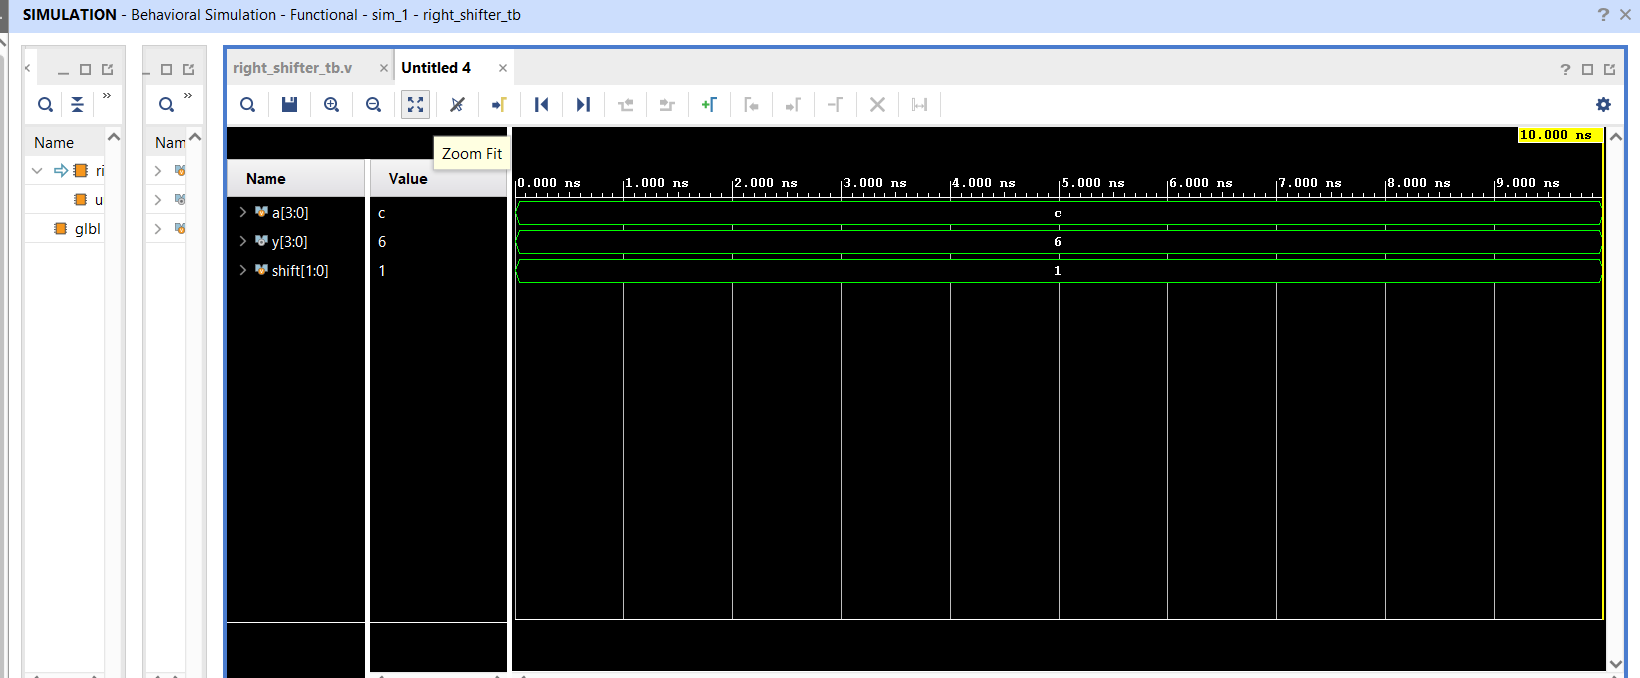 SIMULATION - Behavioral Simulation - Functional - sim_1 - right_shifter_tb
?
right_shifter_tb.v
Untitled 4
?
Zoom Fit
10.000 ns
Name
Nam
Name
Value
0.000 ns 1.000 ns 2.000 ns 3.000 ns 4.000 ns 5.000 ns 6.000 ns 7.000 ns 8.000 ns 9.000 ns
ri
u
glbl
a[3:0] c c
y[3:0] 6 6
shift[1:0] 1 1